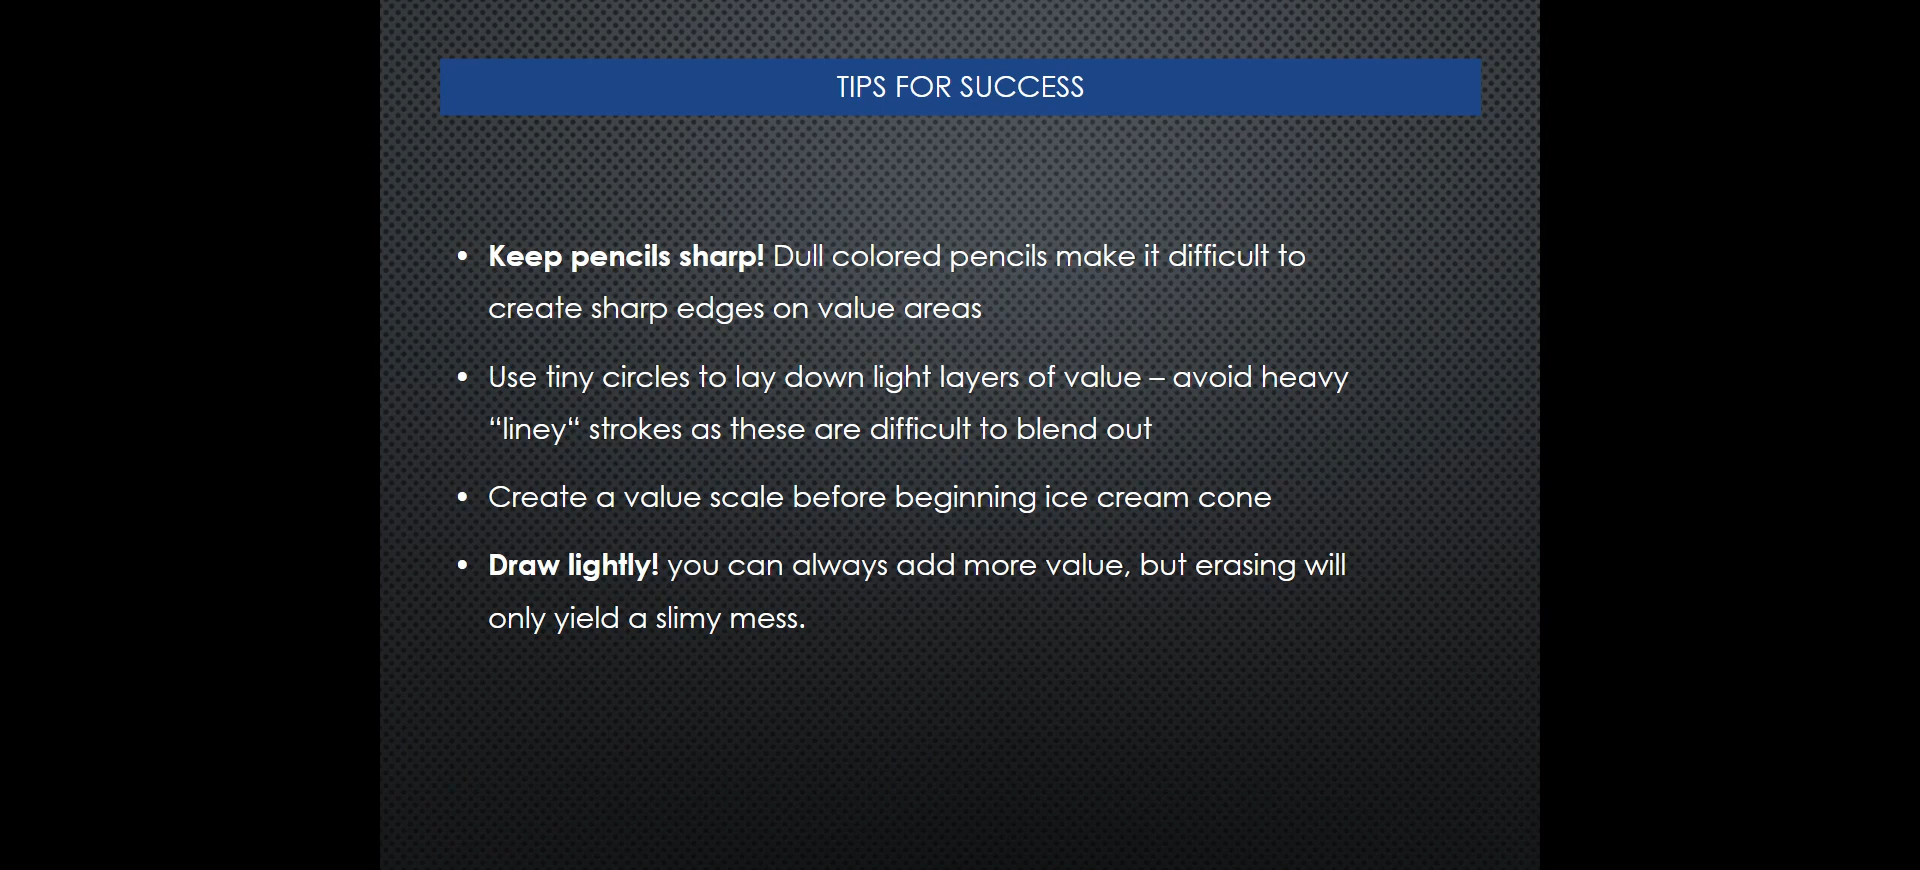 TIPS FOR SUCCESS
• Keep pencils sharp! Dull colored pencils make it difficult to
create sharp edges on value areas
• Use tiny circles to lay down light layers of value – avoid heavy
“liney“ strokes as these are difficult to blend out
• Create a value scale before beginning ice cream cone
• Draw lightly! you can always add more value, but erasing will
only yield a slimy mess.